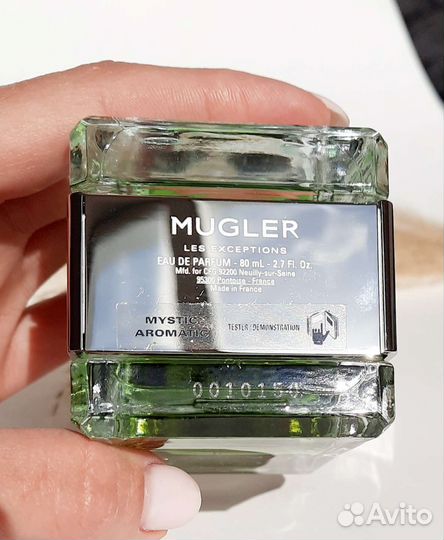 MUGLER
LES EXCEPTIONS
EAU DE PARFUM - 80 mL - 2.7 Fl. Oz.
Mfd. for CFG 92200 Neuilly-sur-Seine
95300 Pontoise - France
Made in France
MYSTIC
AROMATIC
TESTER / DEMONSTRATION
0010154
Avito